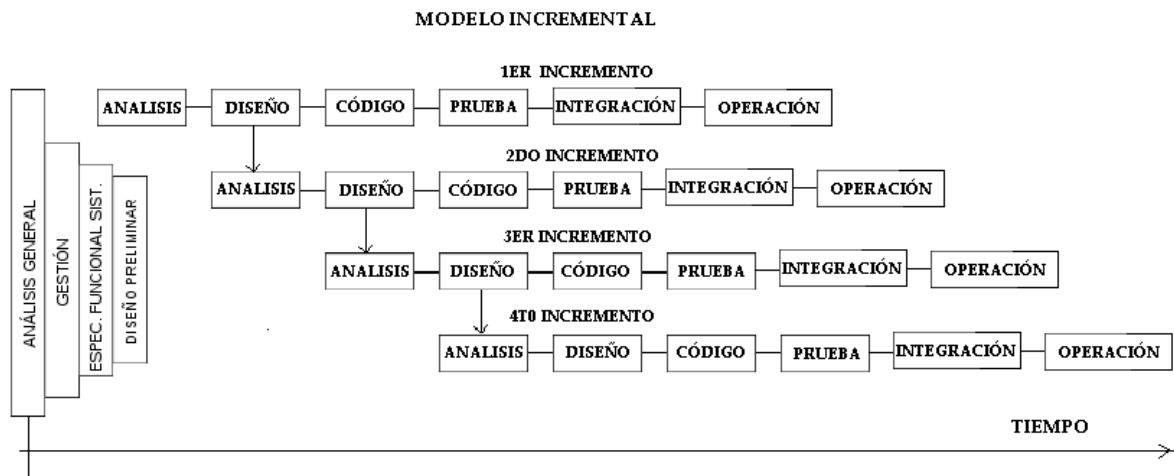 MODELO INCREMENTAL
1ER INCREMENTO
ANALISIS DISEÑO CÓDIGO PRUEBA INTEGRACIÓN OPERACIÓN
2DO INCREMENTO
ANALISIS DISEÑO CÓDIGO PRUEBA INTEGRACIÓN OPERACIÓN
3ER INCREMENTO
ANALISIS DISEÑO CÓDIGO PRUEBA INTEGRACIÓN OPERACIÓN
4T0 INCREMENTO
ANALISIS DISEÑO CÓDIGO PRUEBA INTEGRACIÓN OPERACIÓN
ANÁLISIS GENERAL
GESTIÓN
ESPEC. FUNCIONAL SIST.
DISEÑO PRELIMINAR
TIEMPO